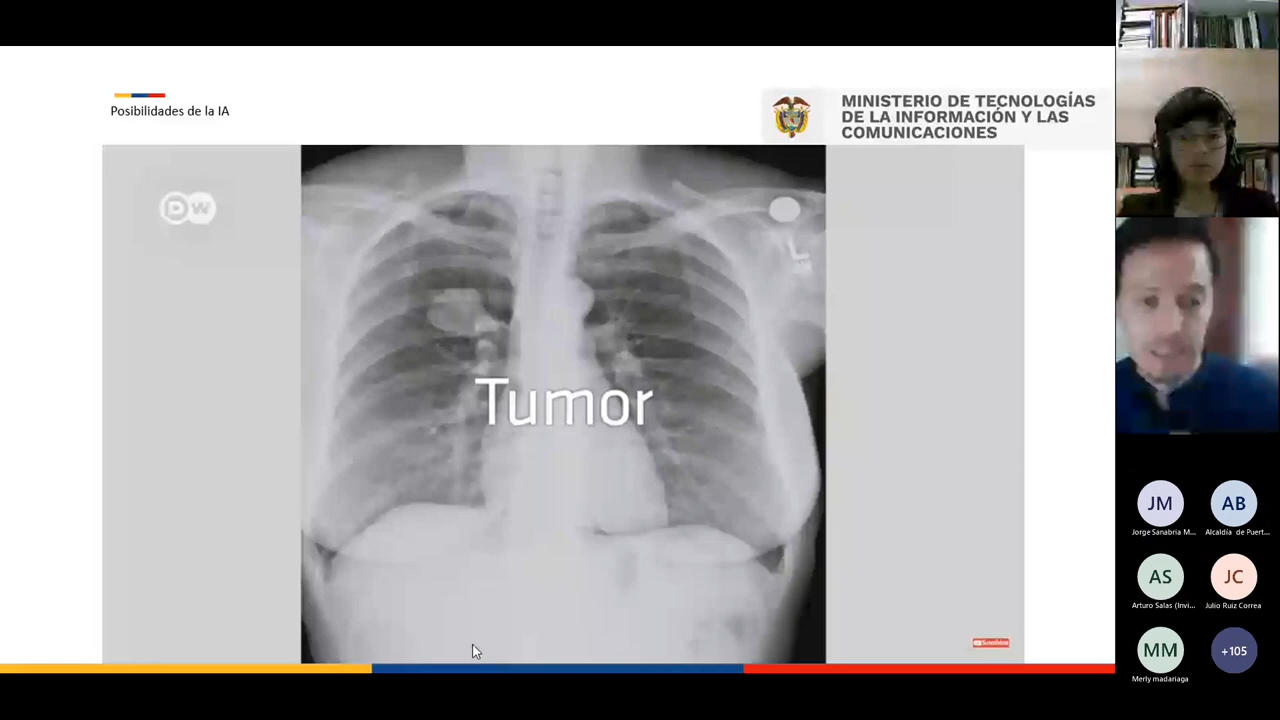 Posibilidades de la IA
MINISTERIO DE TECNOLOGÍAS
DE LA INFORMACIÓN Y LAS
COMUNICACIONES
DW
L
Tumor
JM
AB
Jorge Sanabria M...
Alcaldía de Puert...
AS
JC
Arturo Salas (Invi...
Julio Ruiz Correa
MM
+105
Merly madariaga